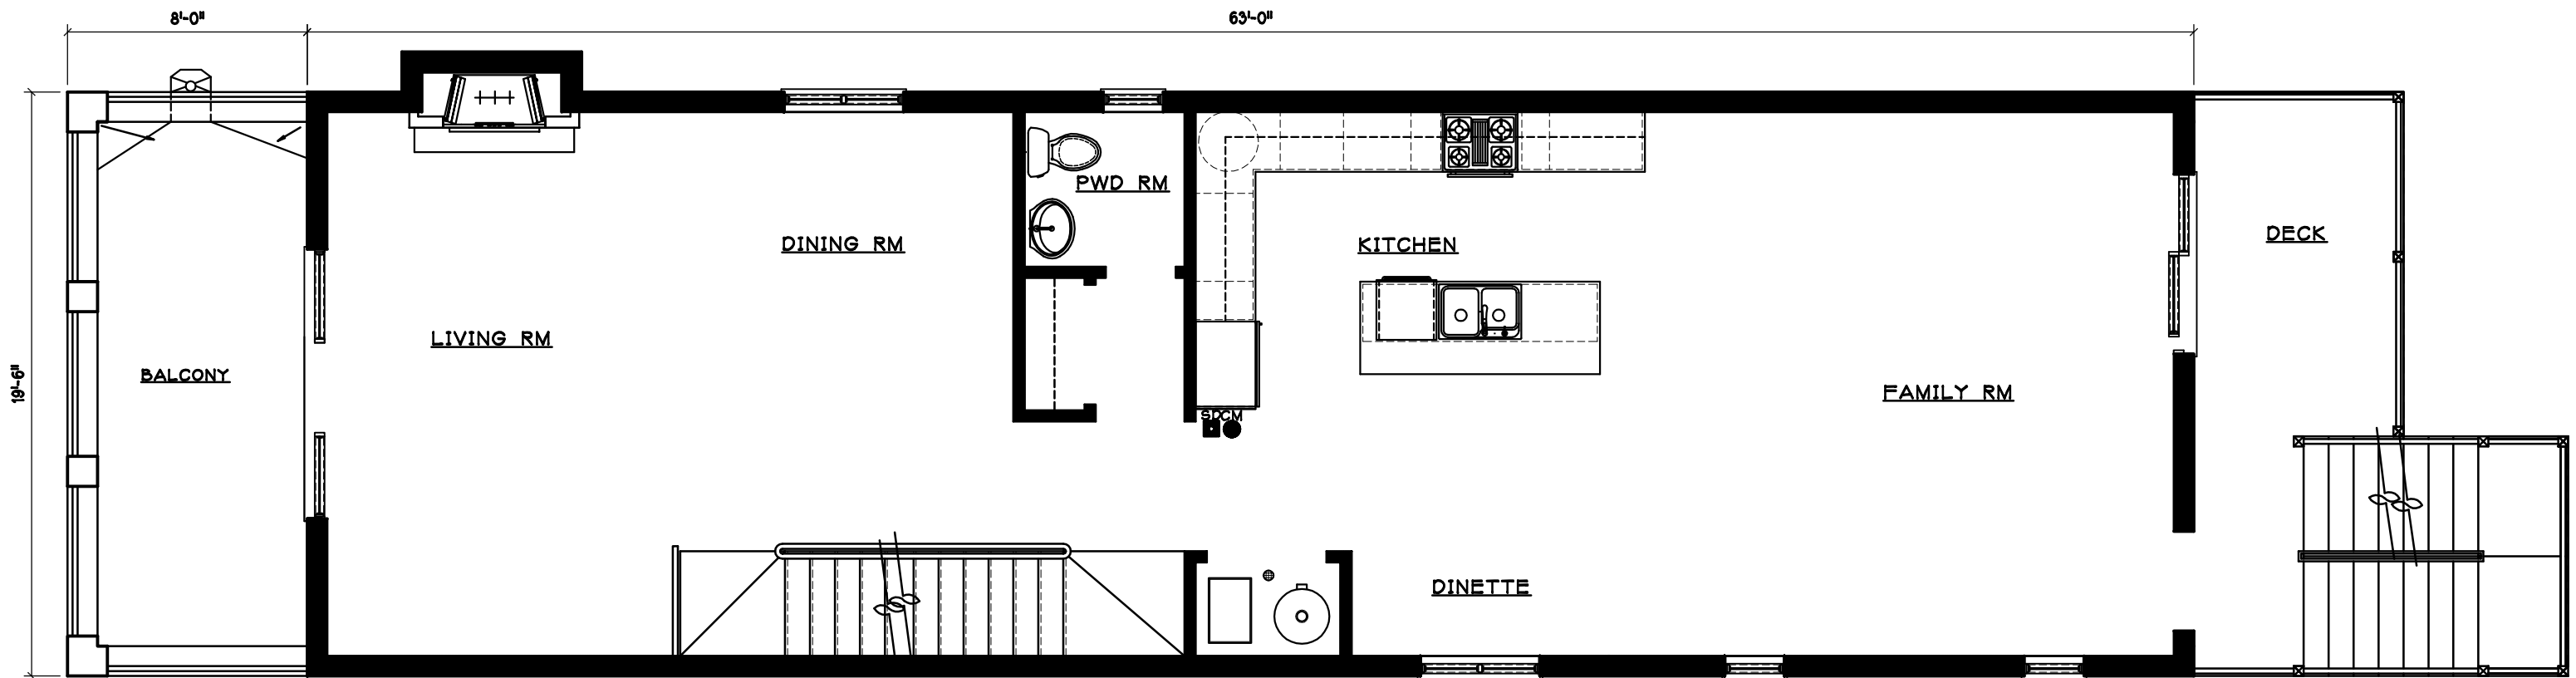 8'-0"
63'-0"
19'-6"
PWD RM
DINING RM
KITCHEN
DECK
LIVING RM
BALCONY
FAMILY RM
SDCM
DINETTE